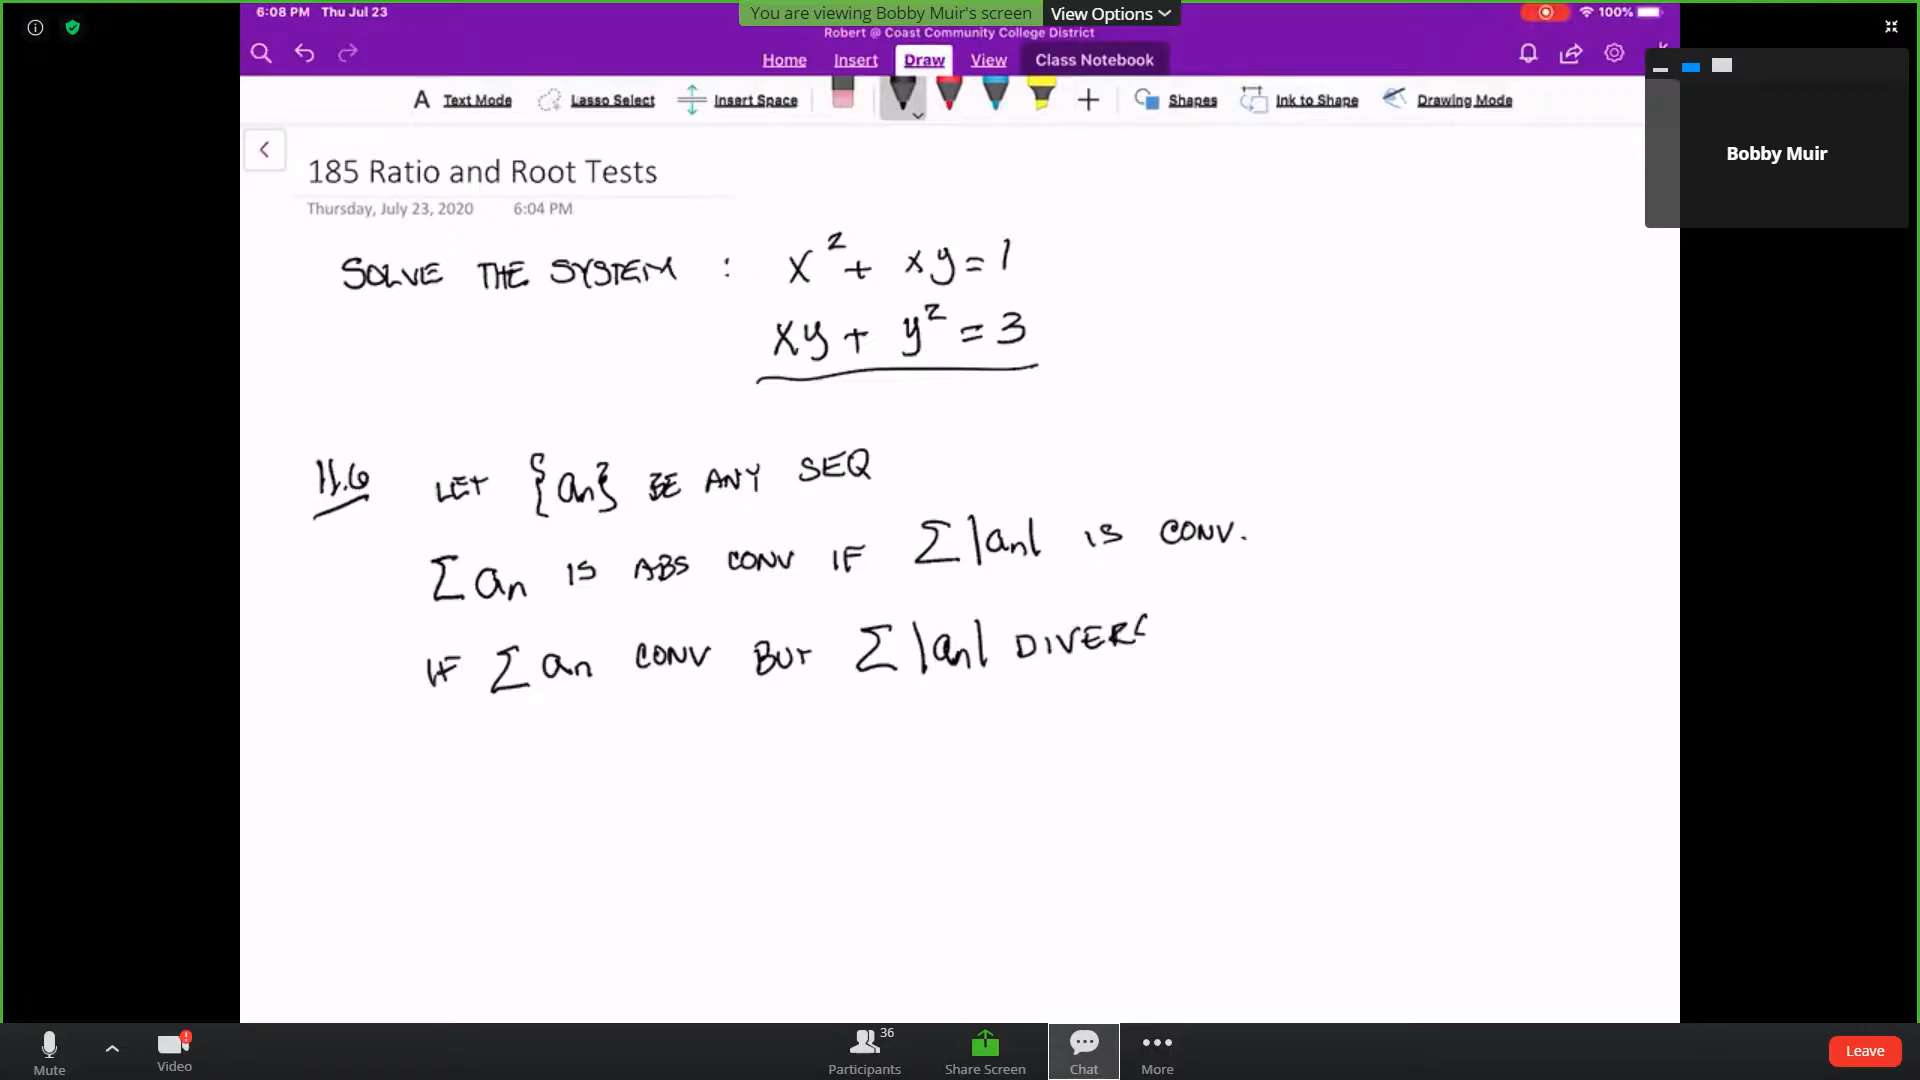 6:08 PM Thu Jul 23
You are viewing Bobby Muir's screen View Options
100%
Robert @ Coast Community College District
Home Insert Draw View Class Notebook
A Text Mode Lasso Select Insert Space Shapes Ink to Shape Drawing Mode
Bobby Muir
185 Ratio and Root Tests
Thursday, July 23, 2020 6:04 PM
SOLVE THE SYSTEM : x² + xy = 1
xy + y² = 3
11.6 LET {an} BE ANY SEQ
Σ an IS ABS CONV IF Σ |an| IS CONV.
IF Σ an CONV BUT Σ |an| DIVERG
Mute Video 36 Participants Share Screen Chat More Leave